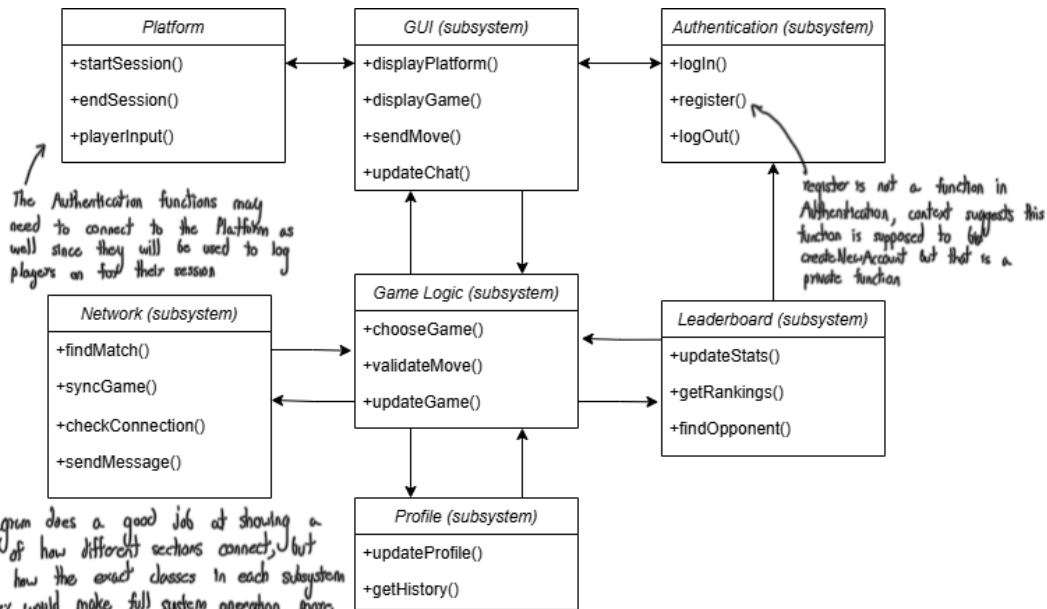 Platform
+startSession()
+endSession()
+playerInput()
GUI (subsystem)
+displayPlatform()
+displayGame()
+sendMove()
+updateChat()
Authentication (subsystem)
+logIn()
+register()
+logOut()
The Authentication functions may
need to connect to the Platform as
well since they will be used to log
players on for their session
register is not a function in
Authentication, context suggests this
function is supposed to be
createNewAccount but that is a
private function
Network (subsystem)
+findMatch()
+syncGame()
+checkConnection()
+sendMessage()
Game Logic (subsystem)
+chooseGame()
+validateMove()
+updateGame()
Leaderboard (subsystem)
+updateStats()
+getRankings()
+findOpponent()
does a good job at showing a
of how different sections connect, but
how the exact classes in each subsystem
would make full system operation more
Profile (subsystem)
+updateProfile()
+getHistory()